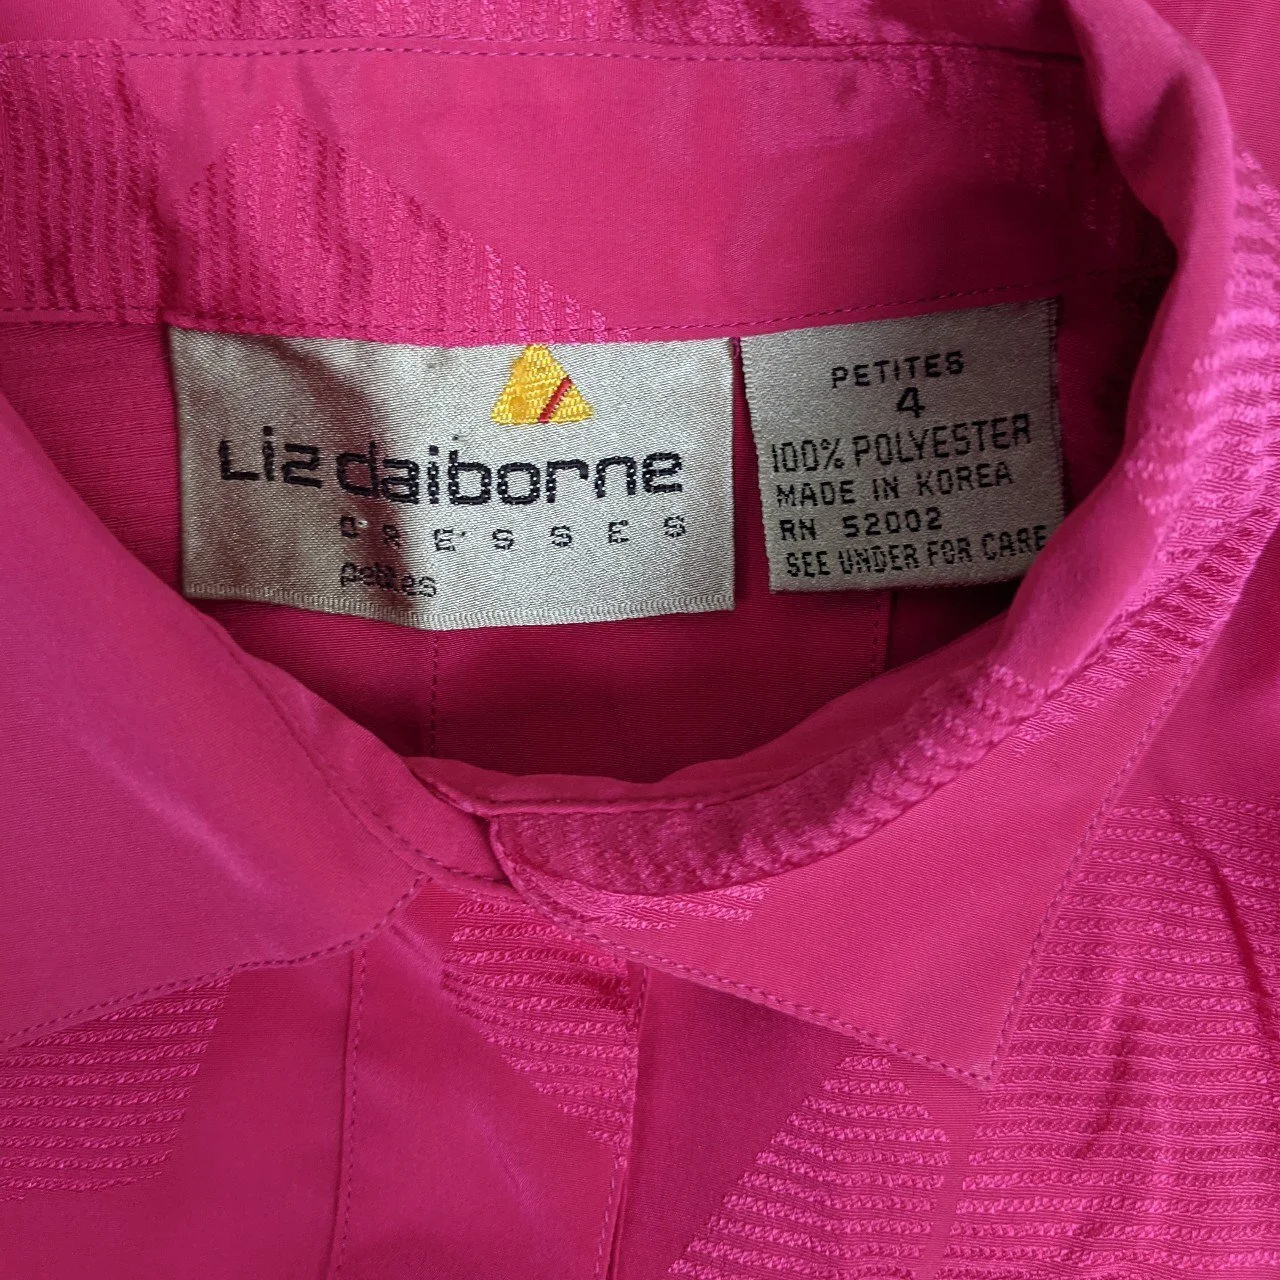 Liz claiborne
DRESSES
petites
PETITES
4
100% POLYESTER
MADE IN KOREA
RN 52002
SEE UNDER FOR CARE